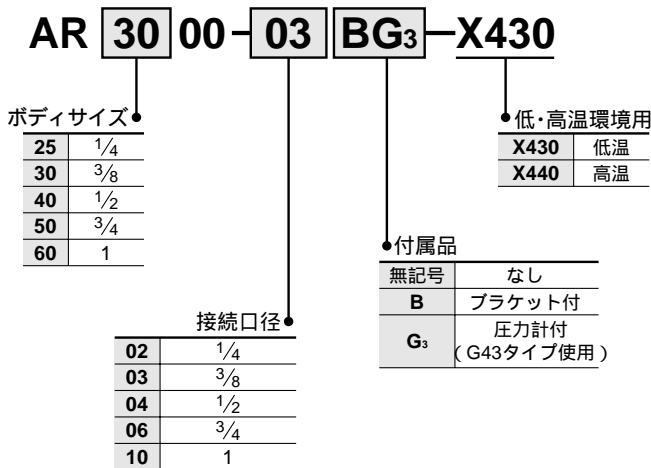 AR 30 00-03 BG3-X430
ボディサイズ
25 1/4
30 3/8
40 1/2
50 3/4
60 1
低・高温環境用
X430 低温
X440 高温
付属品
無記号 なし
B ブラケット付
G3 圧力計付
(G43タイプ使用)
接続口径
02 1/4
03 3/8
04 1/2
06 3/4
10 1